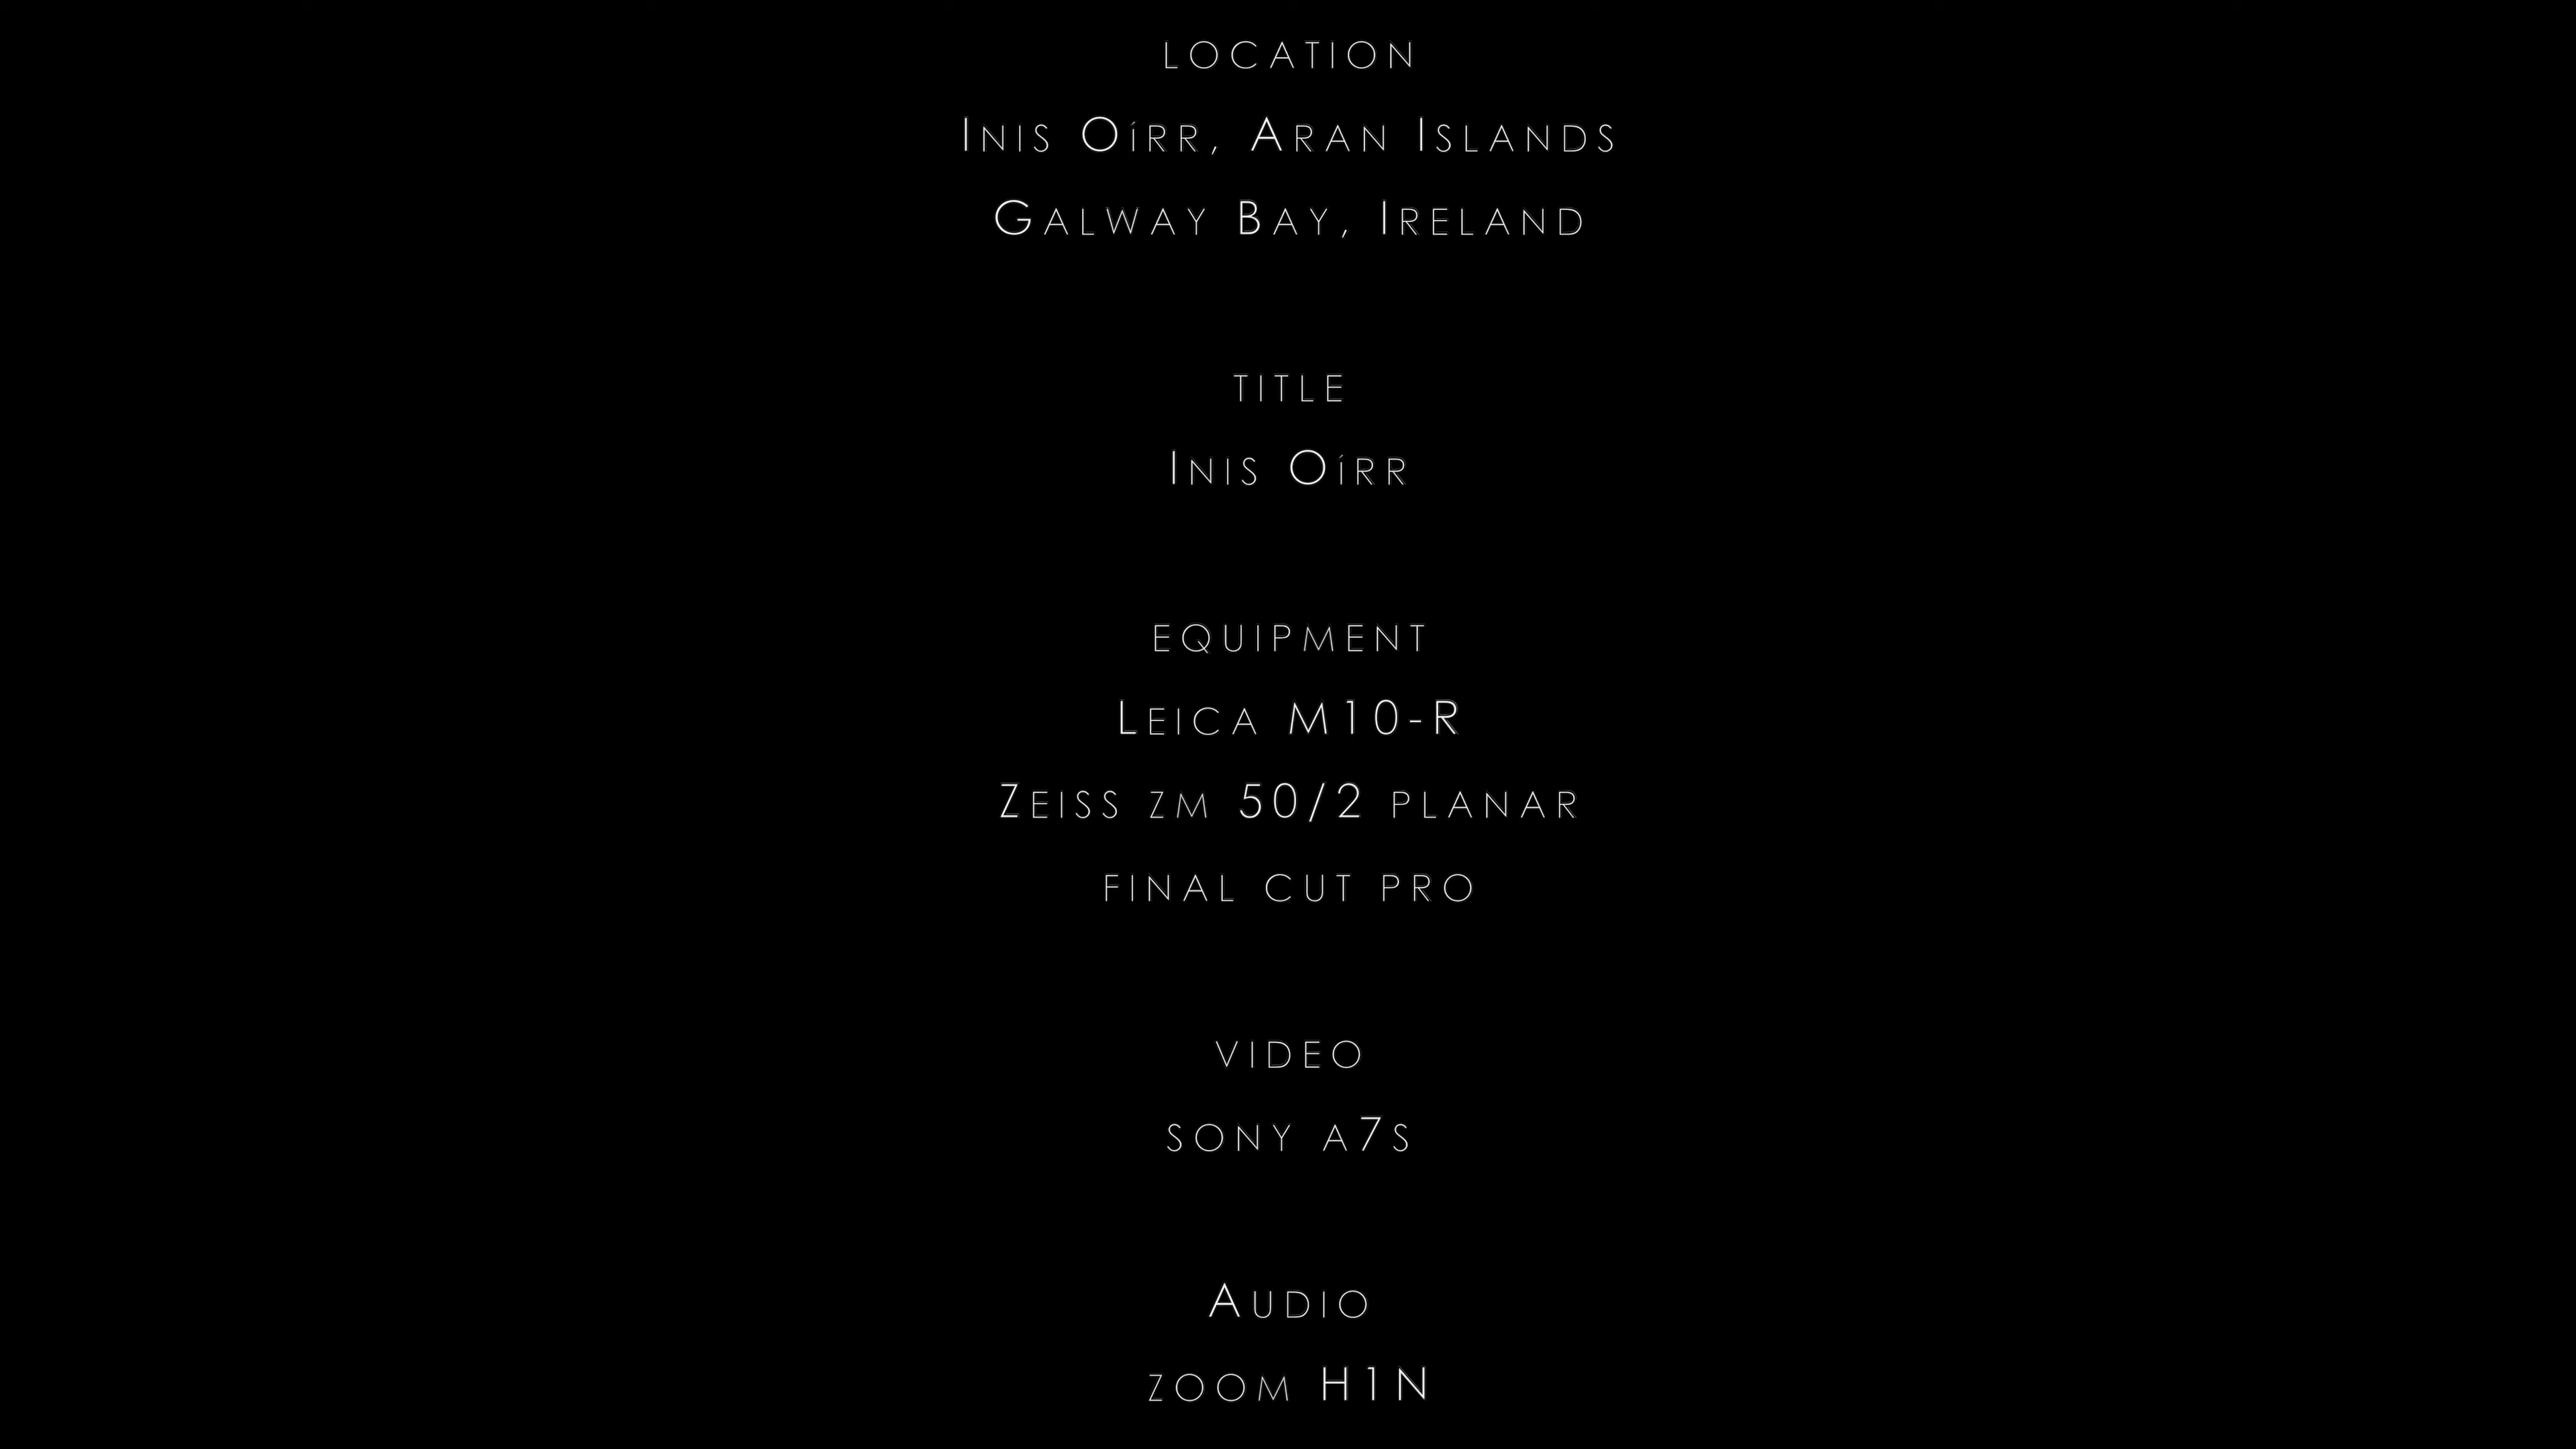 LOCATION
INIS OÍRR, ARAN ISLANDS
GALWAY BAY, IRELAND
TITLE
INIS OÍRR
EQUIPMENT
LEICA M10-R
ZEISS ZM 50/2 PLANAR
FINAL CUT PRO
VIDEO
SONY A7S
AUDIO
ZOOM H1N